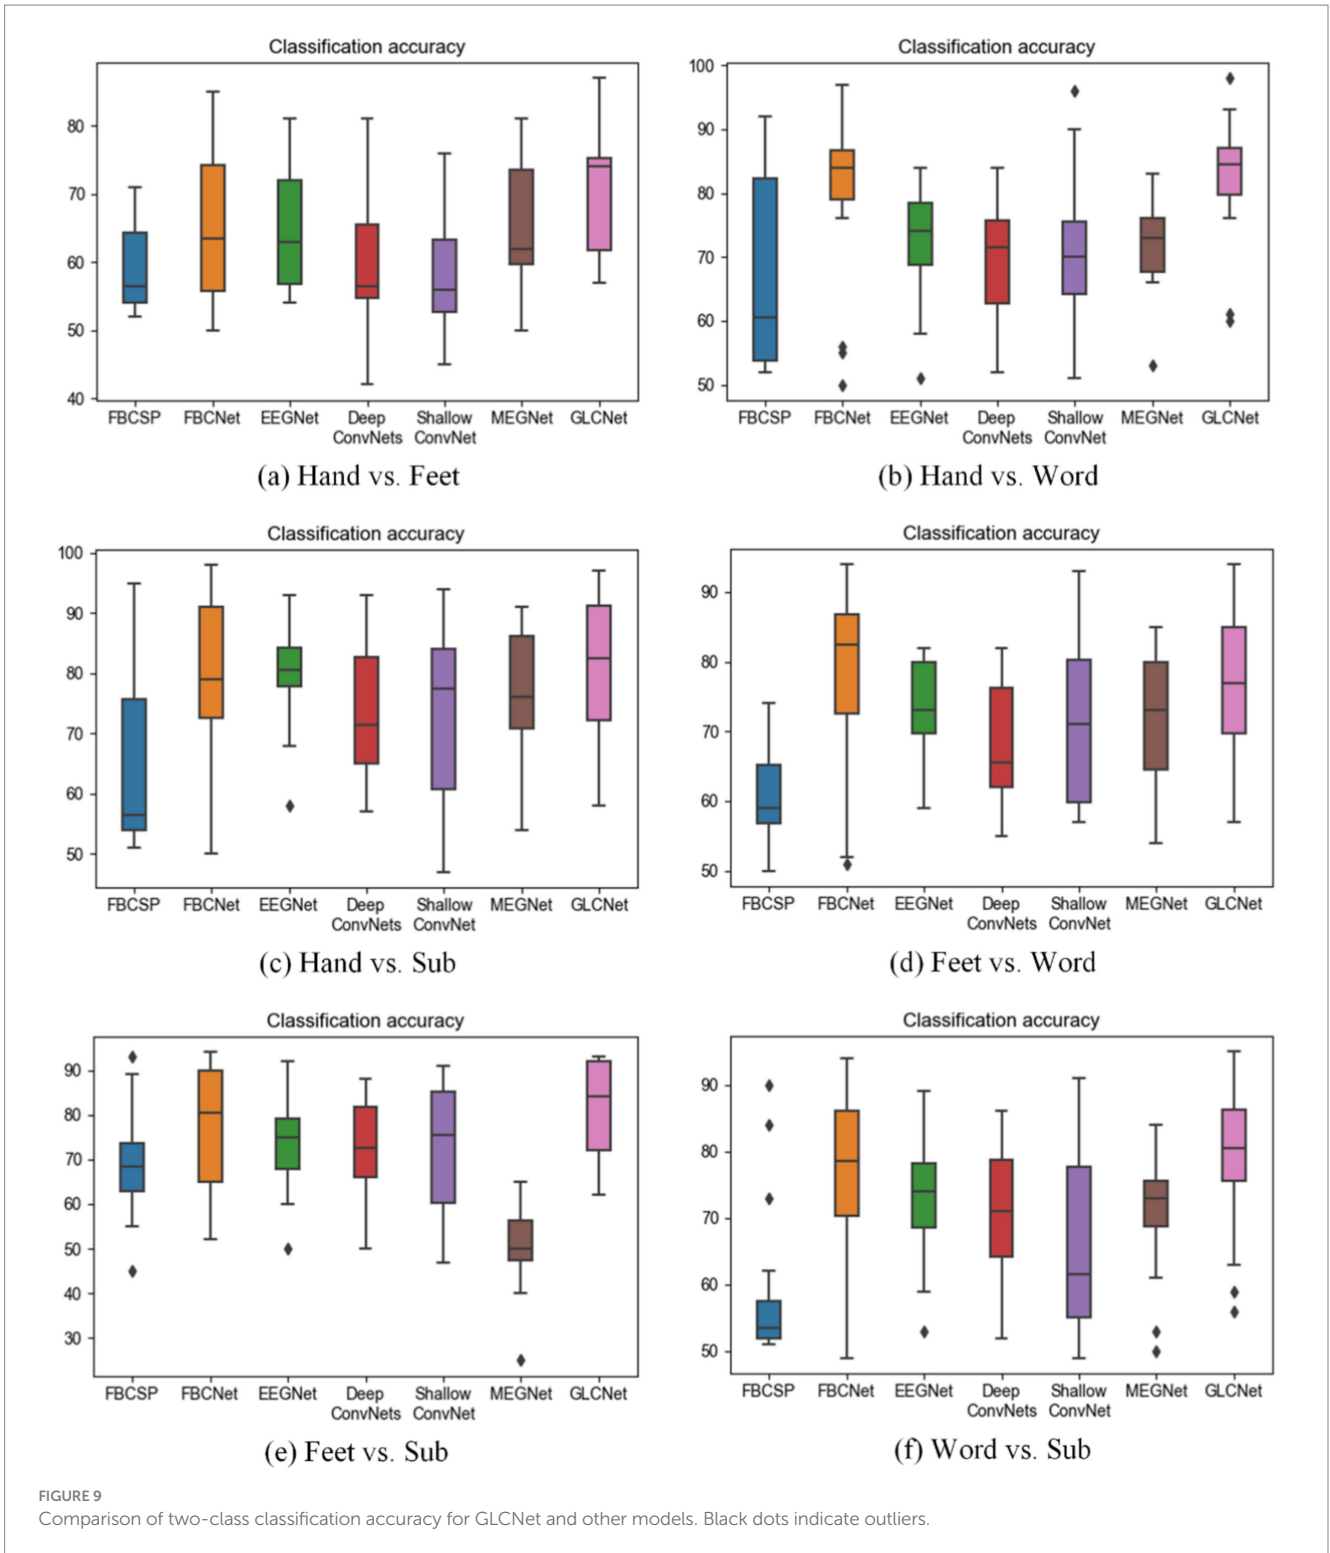 Classification accuracy
80
70
60
50
40
FBCSP FBCNet EEGNet Deep ConvNets Shallow ConvNet MEGNet GLCNet
(a) Hand vs. Feet
Classification accuracy
100
90
80
70
60
50
FBCSP FBCNet EEGNet Deep ConvNets Shallow ConvNet MEGNet GLCNet
(b) Hand vs. Word
Classification accuracy
100
90
80
70
60
50
FBCSP FBCNet EEGNet Deep ConvNets Shallow ConvNet MEGNet GLCNet
(c) Hand vs. Sub
Classification accuracy
90
80
70
60
50
FBCSP FBCNet EEGNet Deep ConvNets Shallow ConvNet MEGNet GLCNet
(d) Feet vs. Word
Classification accuracy
90
80
70
60
50
40
30
FBCSP FBCNet EEGNet Deep ConvNets Shallow ConvNet MEGNet GLCNet
(e) Feet vs. Sub
Classification accuracy
90
80
70
60
50
FBCSP FBCNet EEGNet Deep ConvNets Shallow ConvNet MEGNet GLCNet
(f) Word vs. Sub
FIGURE 9
Comparison of two-class classification accuracy for GLCNet and other models. Black dots indicate outliers.